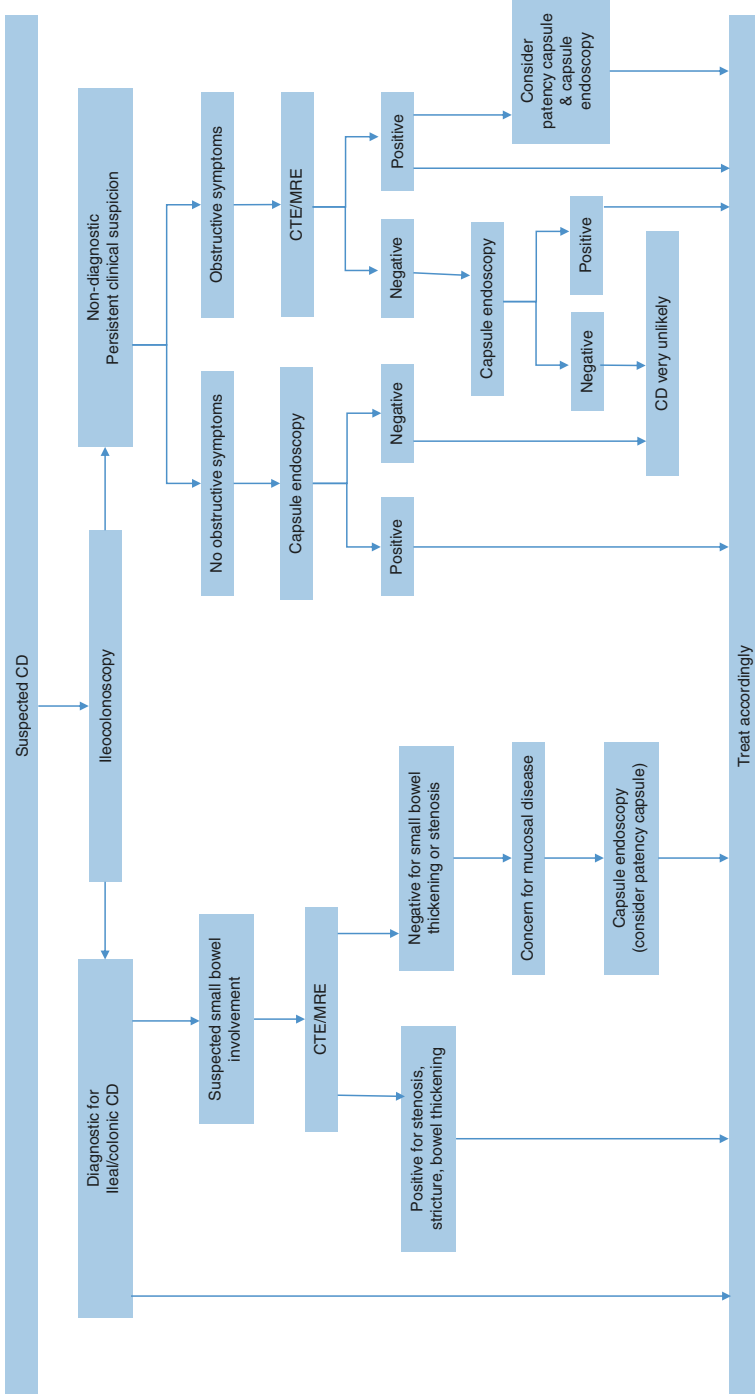 Suspected CD
Ileocolonoscopy
Diagnostic for
Ileal/colonic CD
Suspected small bowel
involvement
CTE/MRE
Positive for stenosis,
stricture, bowel thickening
Negative for small bowel
thickening or stenosis
Concern for mucosal disease
Capsule endoscopy
(consider patency capsule)
Non-diagnostic
Persistent clinical suspicion
No obstructive symptoms
Capsule endoscopy
Positive
Negative
Obstructive symptoms
CTE/MRE
Negative
Positive
Capsule endoscopy
Negative
Positive
CD very unlikely
Consider
patency capsule
& capsule
endoscopy
Treat accordingly